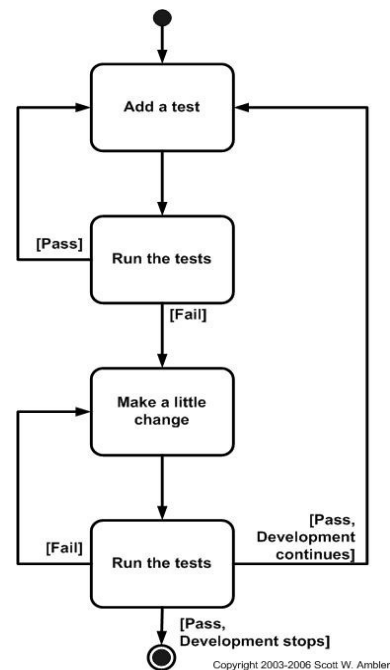 Add a test
[Pass]
Run the tests
[Fail]
Make a little
change
[Fail]
Run the tests
[Pass,
Development
continues]
[Pass,
Development stops]
Copyright 2003-2006 Scott W. Ambler